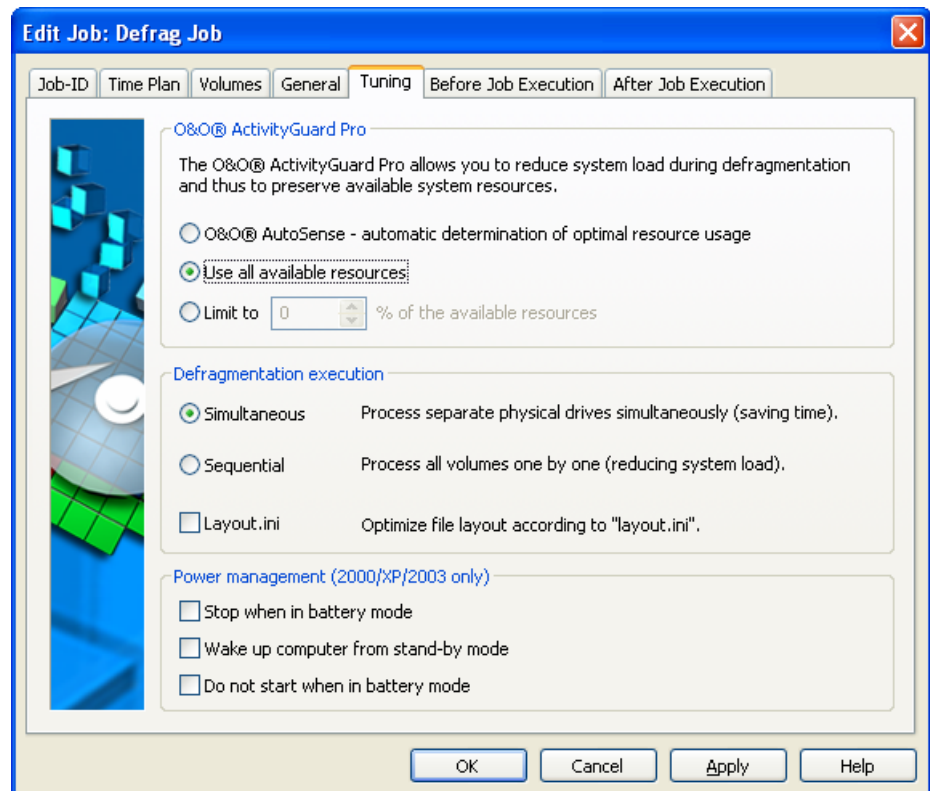 Edit Job: Defrag Job
Job-ID Time Plan Volumes General Tuning Before Job Execution After Job Execution
O&O® ActivityGuard Pro
The O&O® ActivityGuard Pro allows you to reduce system load during defragmentation
and thus to preserve available system resources.
O&O® AutoSense - automatic determination of optimal resource usage
Use all available resources
Limit to 0 % of the available resources
Defragmentation execution
Simultaneous Process separate physical drives simultaneously (saving time).
Sequential Process all volumes one by one (reducing system load).
Layout.ini Optimize file layout according to "layout.ini".
Power management (2000/XP/2003 only)
Stop when in battery mode
Wake up computer from stand-by mode
Do not start when in battery mode
OK Cancel Apply Help